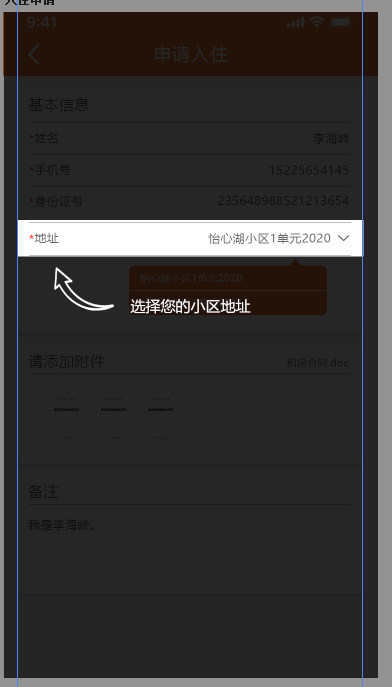 入住申请
9:41
申请入住
基本信息
*姓名 李海峰
*手机号 15225654145
*身份证号 235648988521213654
*地址 怡心湖小区1单元2020
怡心湖小区1单元2020
选择您的小区地址
请添加附件 租房合同.doc
备注
我是李海峰。